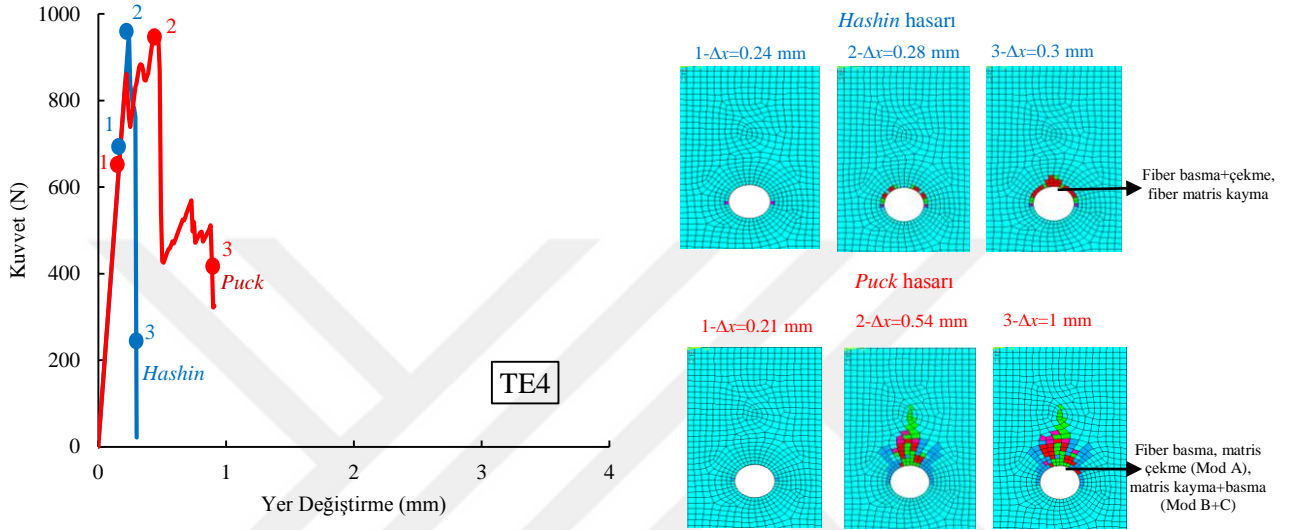 1000
800
600
400
200
0
0
1
2
3
4
Kuvvet (N)
Yer Değiştirme (mm)
1
2
3
1
2
3
Puck
Hashin
TE4
Hashin hasarı
1-Δx=0.24 mm
2-Δx=0.28 mm
3-Δx=0.3 mm
Fiber basma+çekme,
fiber matris kayma
Puck hasarı
1-Δx=0.21 mm
2-Δx=0.54 mm
3-Δx=1 mm
Fiber basma, matris
çekme (Mod A),
matris kayma+basma
(Mod B+C)